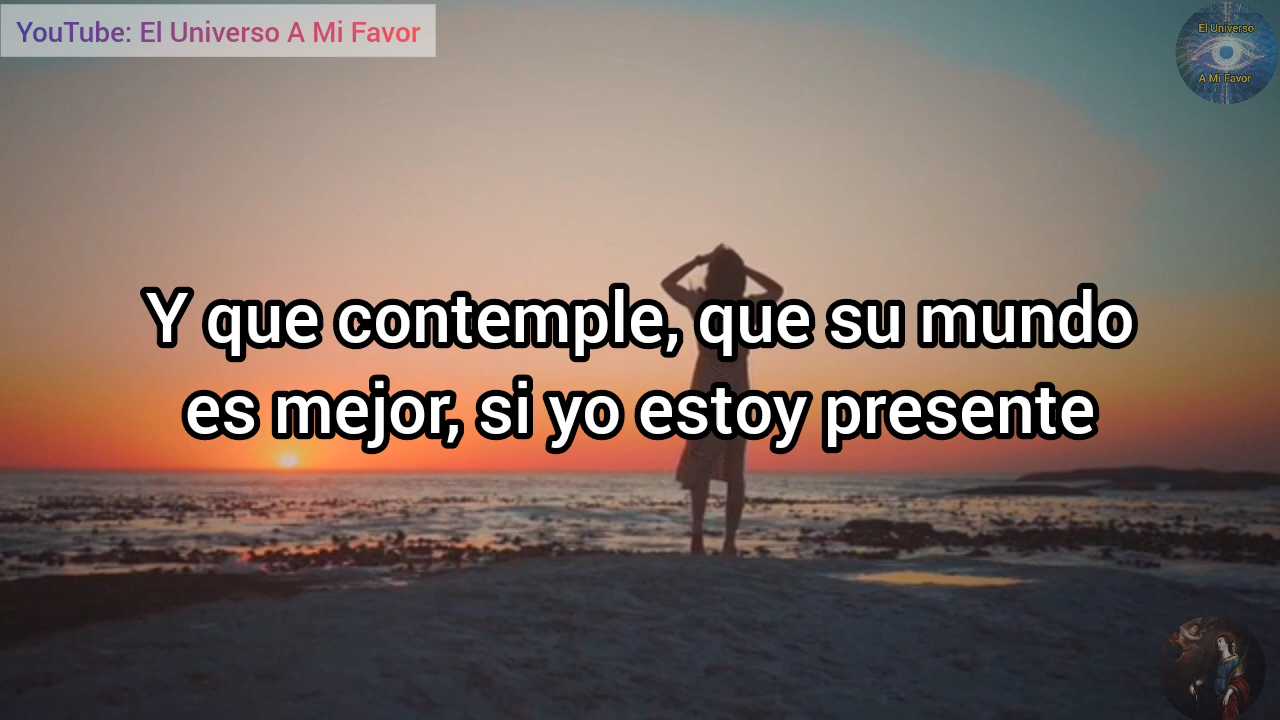 YouTube: El Universo A Mi Favor
El Universo
A Mi Favor
Y que contemple, que su mundo
es mejor, si yo estoy presente